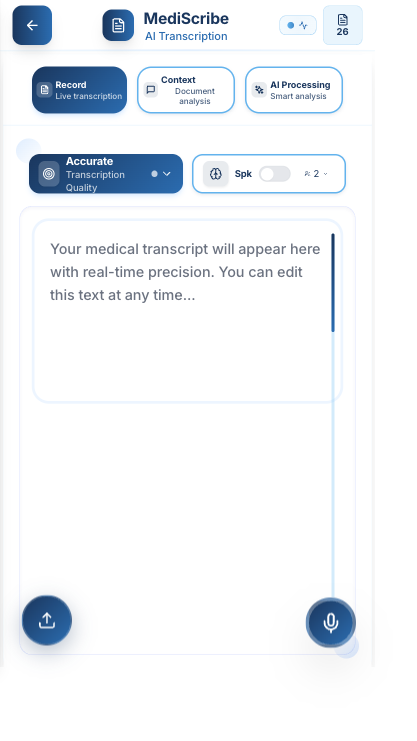 MediScribe
AI Transcription
26
Record
Live transcription
Context
Document
analysis
AI Processing
Smart analysis
Accurate
Transcription
Quality
Spk
2
Your medical transcript will appear here
with real-time precision. You can edit
this text at any time...